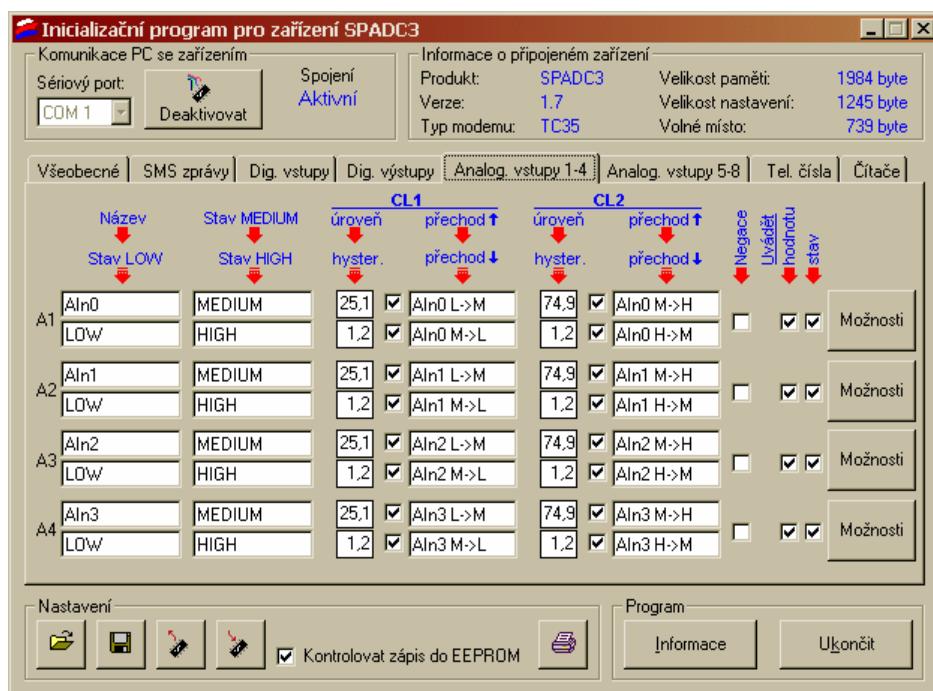 Inicializační program pro zařízení SPADC3
Komunikace PC se zařízením
Sériový port:
COM 1
Deaktivovat
Spojení
Aktivní
Informace o připojeném zařízení
Produkt: SPADC3 Velikost paměti: 1984 byte
Verze: 1.7 Velikost nastavení: 1245 byte
Typ modemu: TC35 Volné místo: 739 byte
Všeobecné SMS zprávy Dig. vstupy Dig. výstupy Analog. vstupy 1-4 Analog. vstupy 5-8 Tel. čísla Čítače
CL1 CL2
Název Stav MEDIUM úroveň přechod úroveň přechod
Stav LOW Stav HIGH hyster. přechod hyster. přechod
Negace
Uvádět
hodnotu
stav
A1
AIn0 MEDIUM 25,1 AIn0 L->M 74,9 AIn0 M->H
LOW HIGH 1,2 AIn0 M->L 1,2 AIn0 H->M
Možnosti
A2
AIn1 MEDIUM 25,1 AIn1 L->M 74,9 AIn1 M->H
LOW HIGH 1,2 AIn1 M->L 1,2 AIn1 H->M
Možnosti
A3
AIn2 MEDIUM 25,1 AIn2 L->M 74,9 AIn2 M->H
LOW HIGH 1,2 AIn2 M->L 1,2 AIn2 H->M
Možnosti
A4
AIn3 MEDIUM 25,1 AIn3 L->M 74,9 AIn3 M->H
LOW HIGH 1,2 AIn3 M->L 1,2 AIn3 H->M
Možnosti
Nastavení
Kontrolovat zápis do EEPROM
Program
Informace
Ukončit